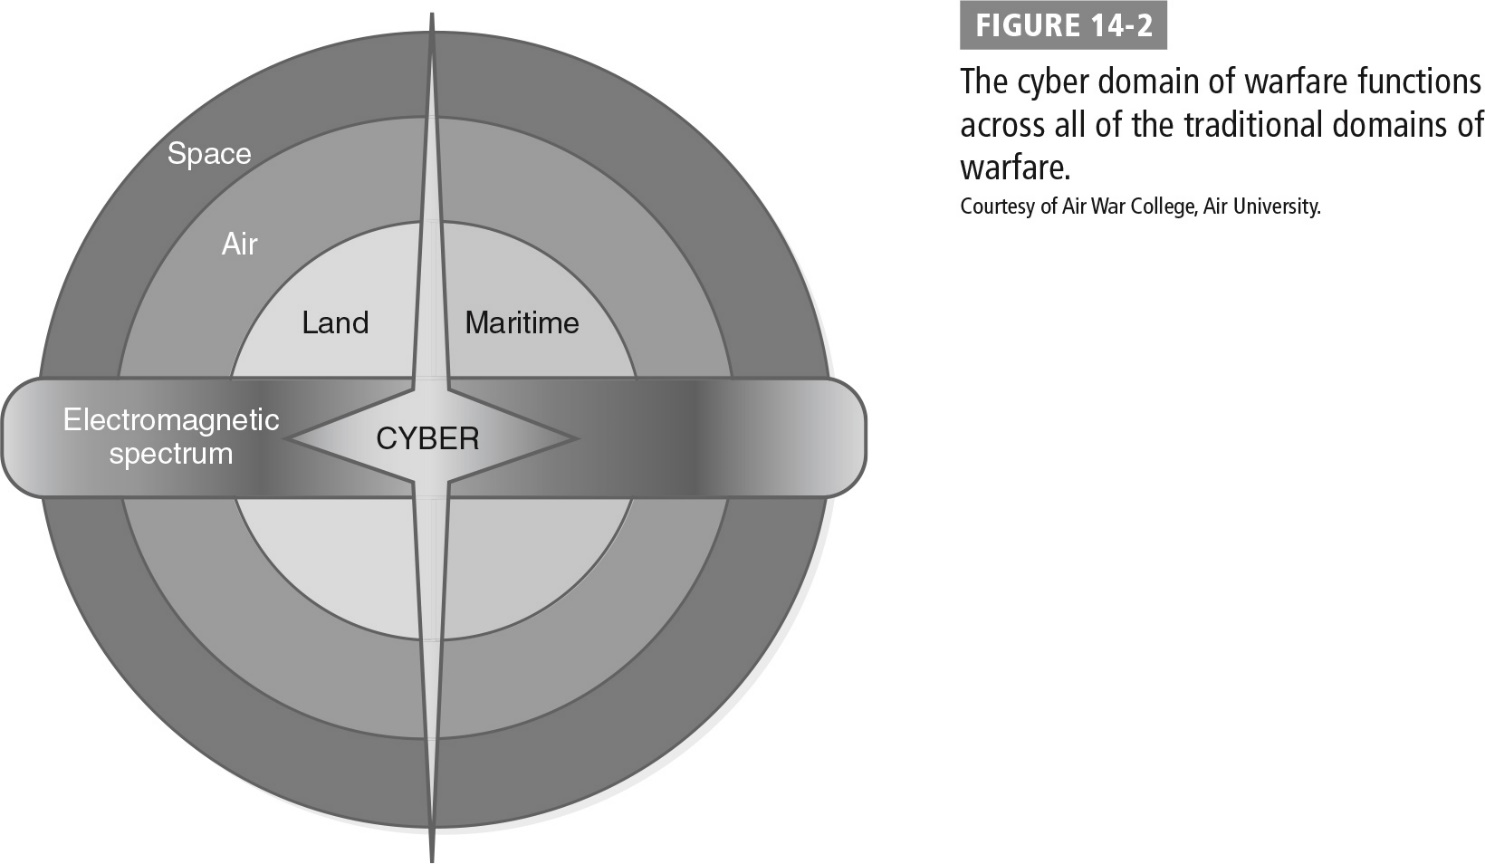 FIGURE 14-2
The cyber domain of warfare functions
across all of the traditional domains of
warfare.
Courtesy of Air War College, Air University.
Space
Air
Land
Maritime
Electromagnetic
spectrum
CYBER